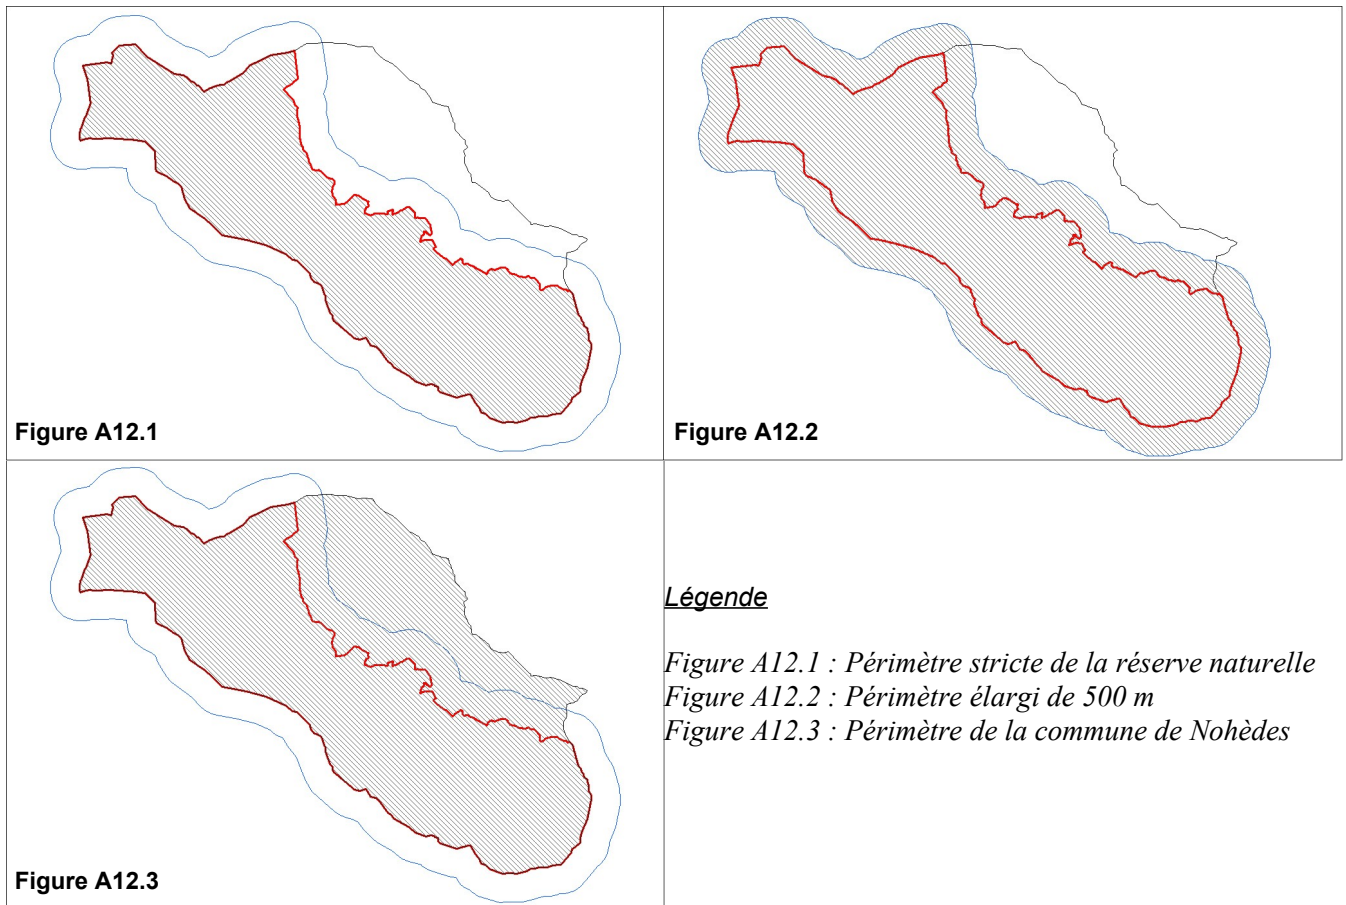 Figure A12.1
Figure A12.2
Figure A12.3
Légende
Figure A12.1 : Périmètre stricte de la réserve naturelle
Figure A12.2 : Périmètre élargi de 500 m
Figure A12.3 : Périmètre de la commune de Nohèdes